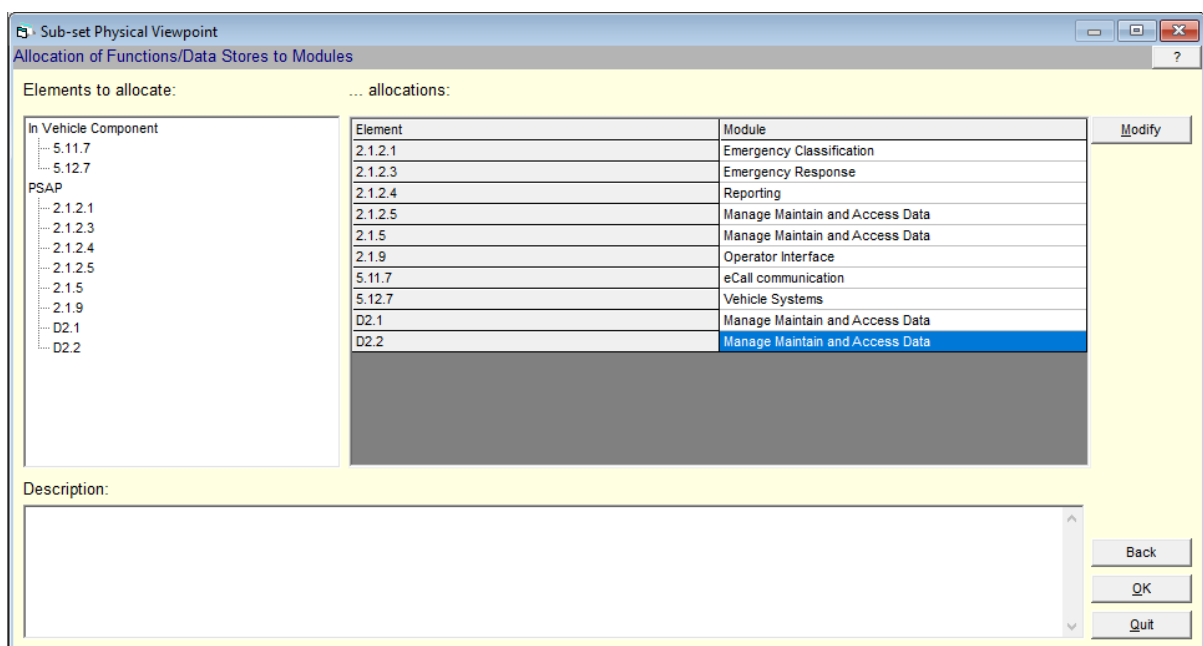 Sub-set Physical Viewpoint
Allocation of Functions/Data Stores to Modules
?
Elements to allocate:
... allocations:
In Vehicle Component
5.11.7
5.12.7
PSAP
2.1.2.1
2.1.2.3
2.1.2.4
2.1.2.5
2.1.5
2.1.9
D2.1
D2.2
Element Module
2.1.2.1 Emergency Classification
2.1.2.3 Emergency Response
2.1.2.4 Reporting
2.1.2.5 Manage Maintain and Access Data
2.1.5 Manage Maintain and Access Data
2.1.9 Operator Interface
5.11.7 eCall communication
5.12.7 Vehicle Systems
D2.1 Manage Maintain and Access Data
D2.2 Manage Maintain and Access Data
Modify
Description:
Back
OK
Quit